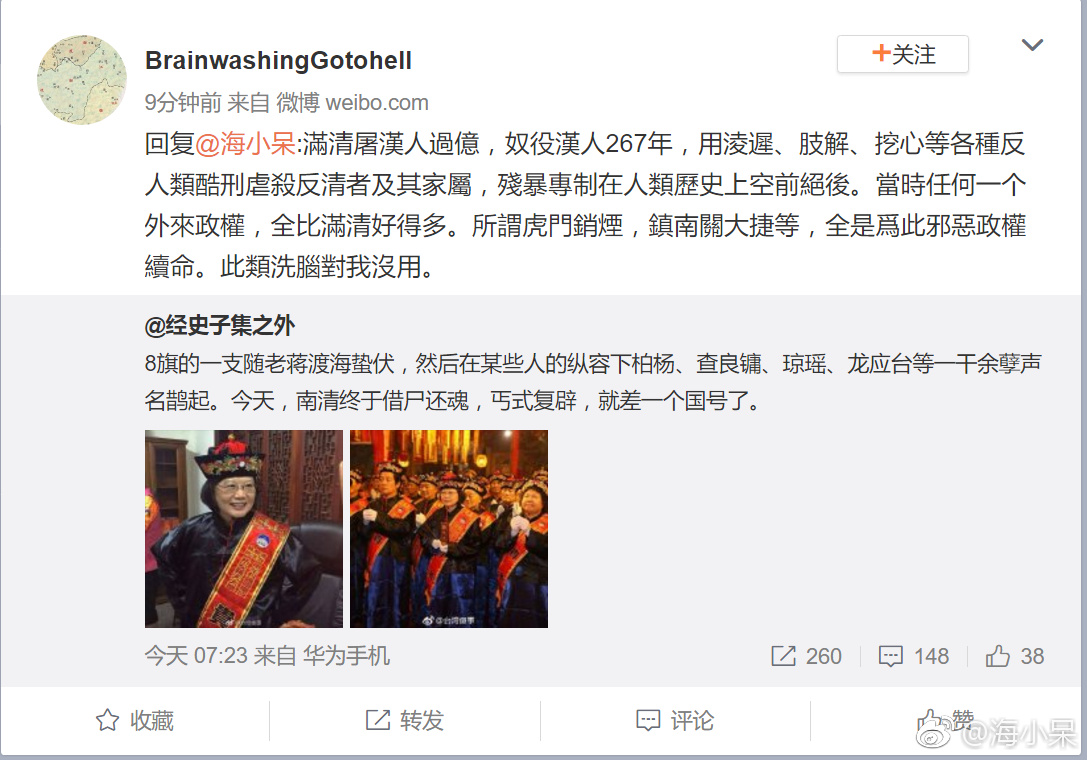 BrainwashingGotohell
关注
9分钟前 来自 微博 weibo.com
回复@海小呆:滿清屠漢人過億，奴役漢人267年，用淩遲、肢解、挖心等各種反
人類酷刑虐殺反清者及其家屬，殘暴專制在人類歷史上空前絕後。當時任何一个
外來政權，全比滿清好得多。所謂虎門銷煙，鎮南關大捷等，全是爲此邪惡政權
續命。此類洗腦對我沒用。
@经史子集之外
8旗的一支随老蒋渡海蛰伏，然后在某些人的纵容下柏杨、查良镛、琼瑶、龙应台等一干余孽声
名鹊起。今天，南清终于借尸还魂，丐式复辟，就差一个国号了。
@台湾做事
今天 07:23 来自 华为手机
260
148
38
收藏
转发
评论
赞
@海小呆